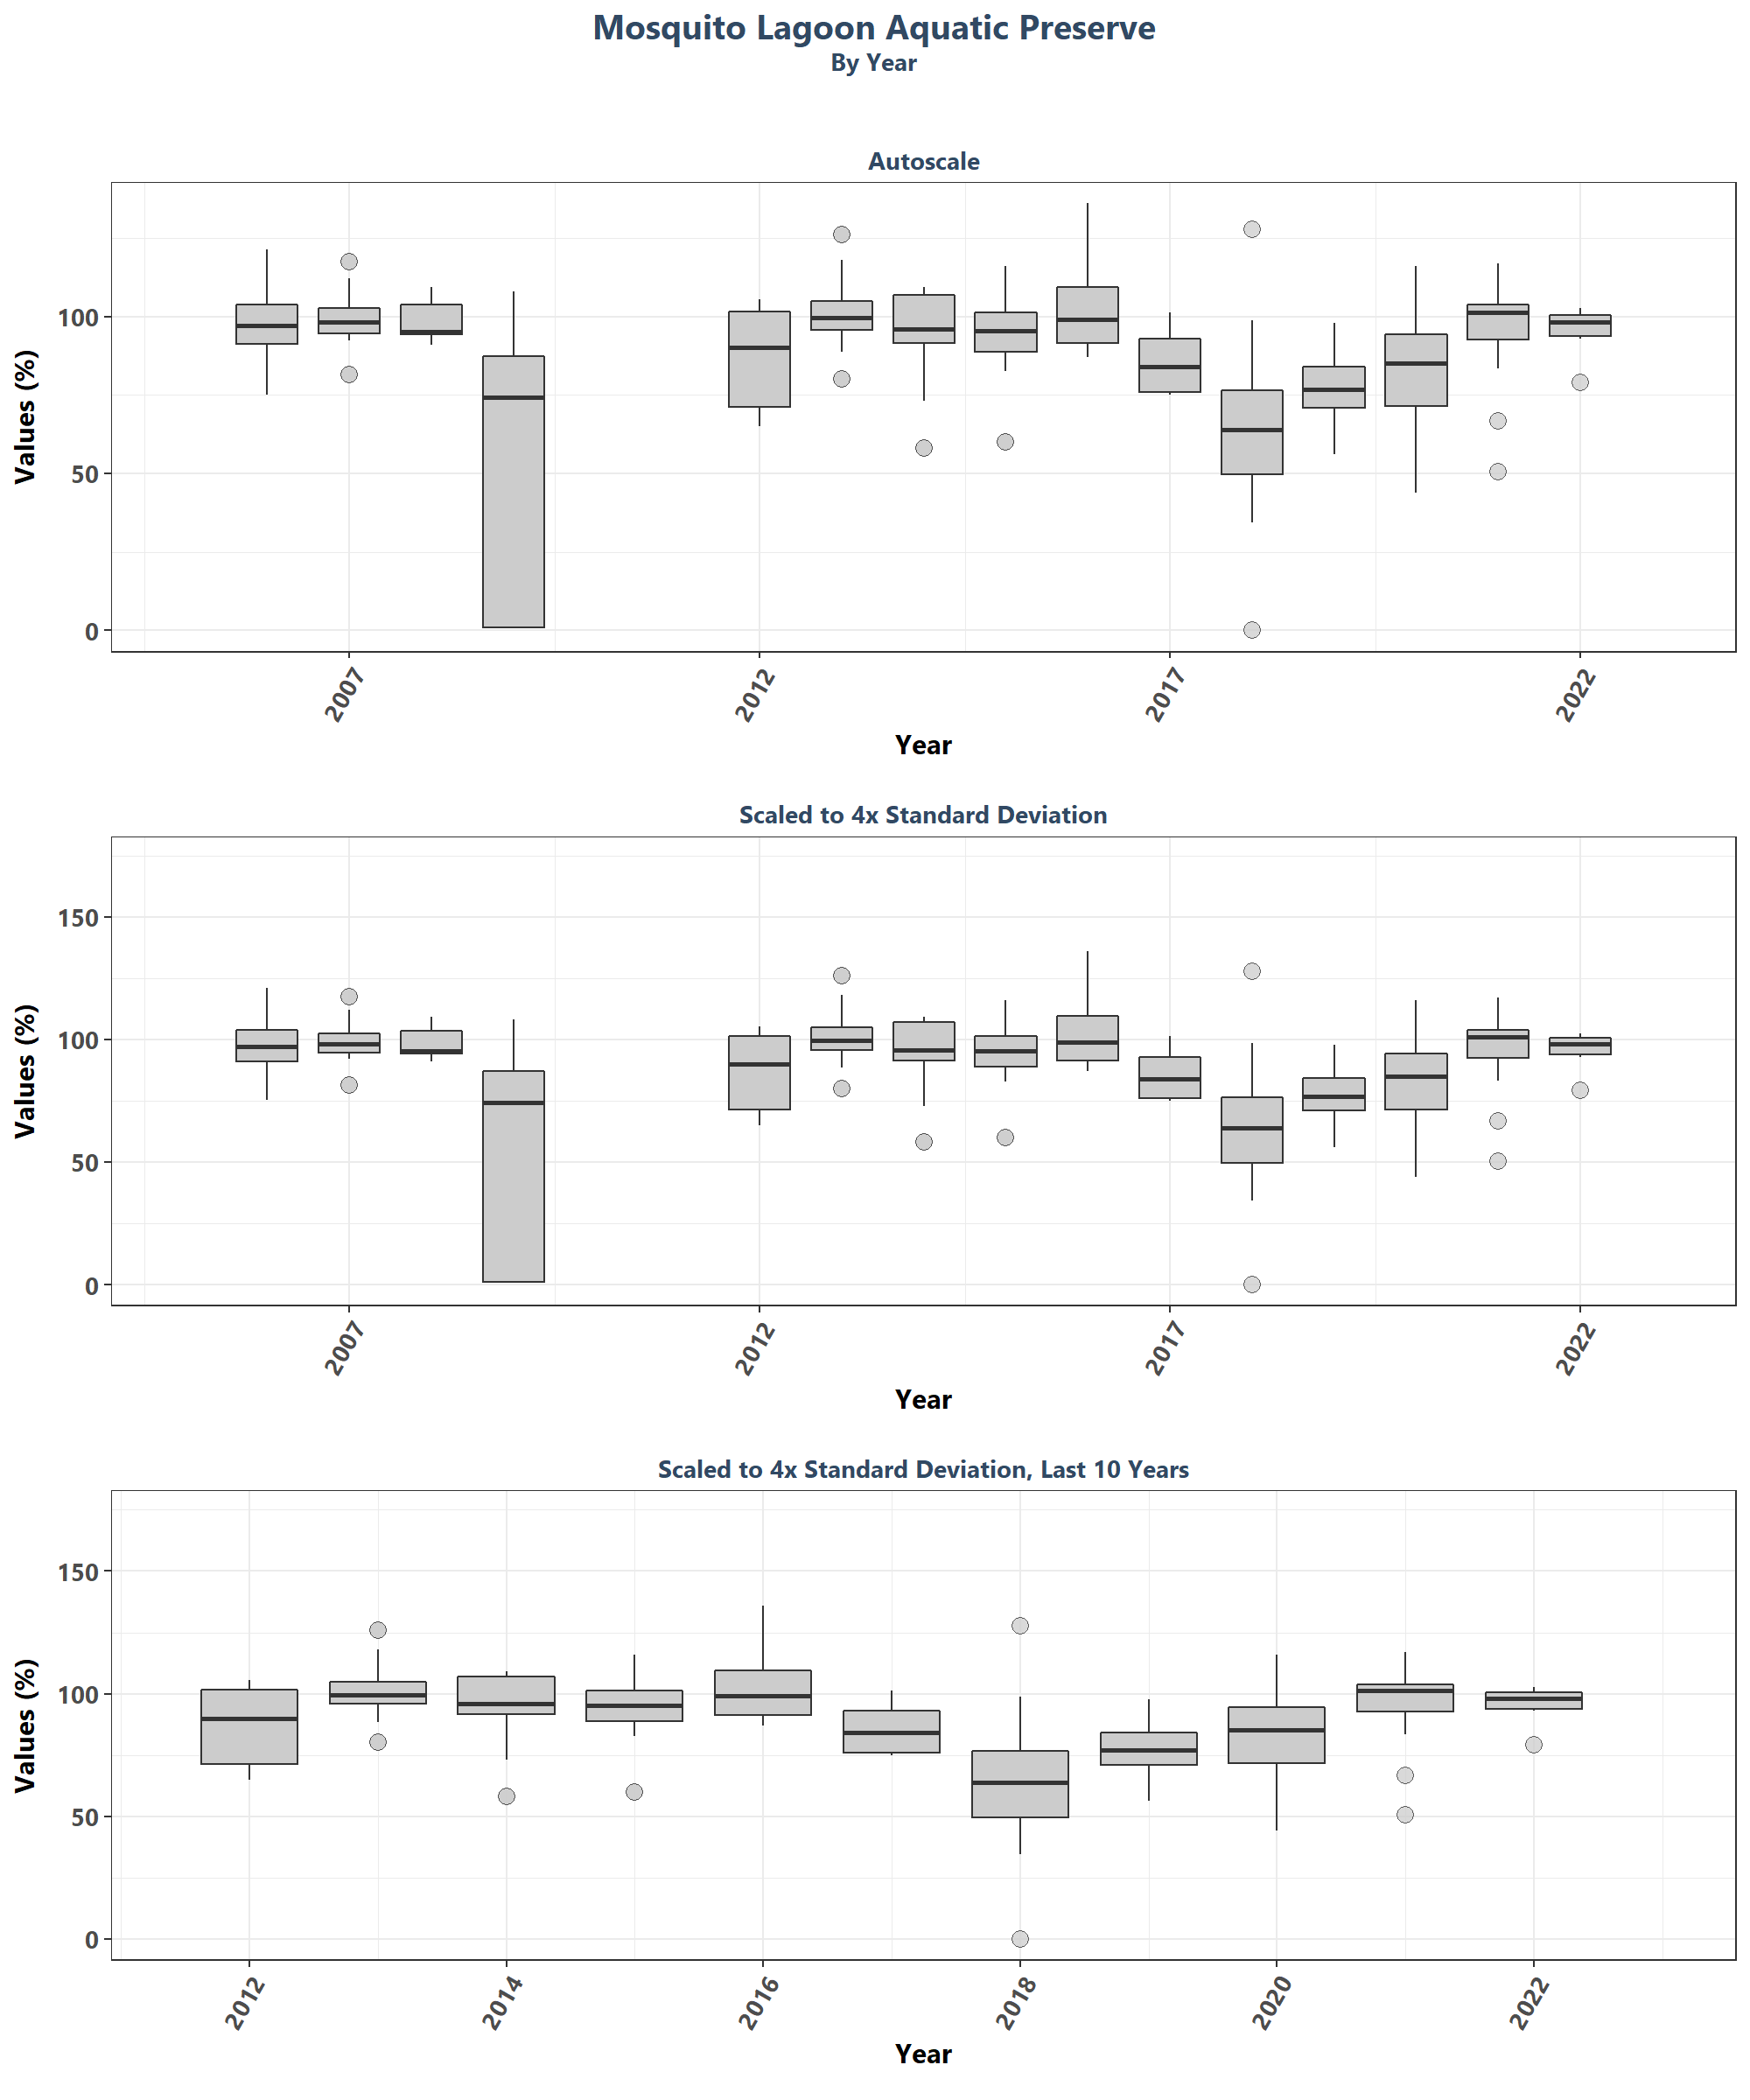 Mosquito Lagoon Aquatic Preserve
By Year
Autoscale
Values (%)
100
50
0
2007
2012
2017
2022
Year
Scaled to 4x Standard Deviation
Values (%)
150
100
50
0
2007
2012
2017
2022
Year
Scaled to 4x Standard Deviation, Last 10 Years
Values (%)
150
100
50
0
2012
2014
2016
2018
2020
2022
Year